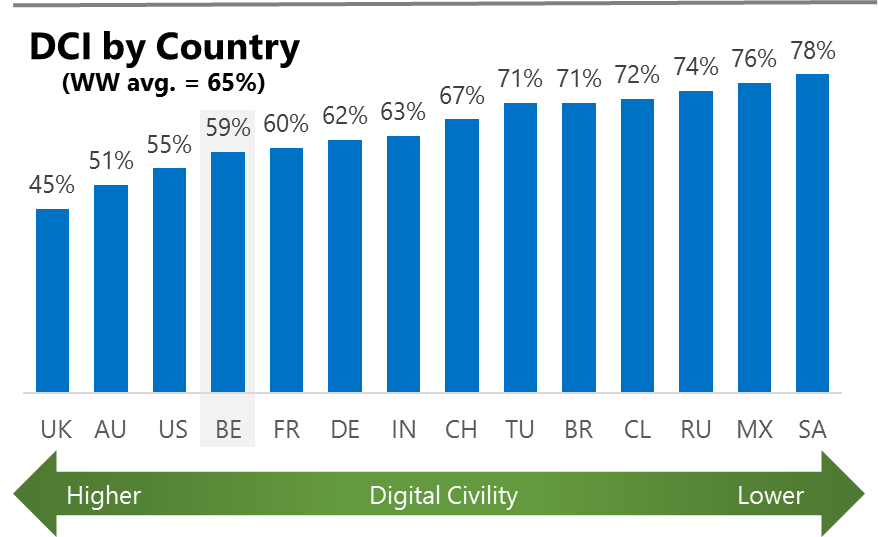 DCI by Country
(WW avg. = 65%)
45% 51% 55% 59% 60% 62% 63% 67% 71% 71% 72% 74% 76% 78%
UK AU US BE FR DE IN CH TU BR CL RU MX SA
Higher Digital Civility Lower